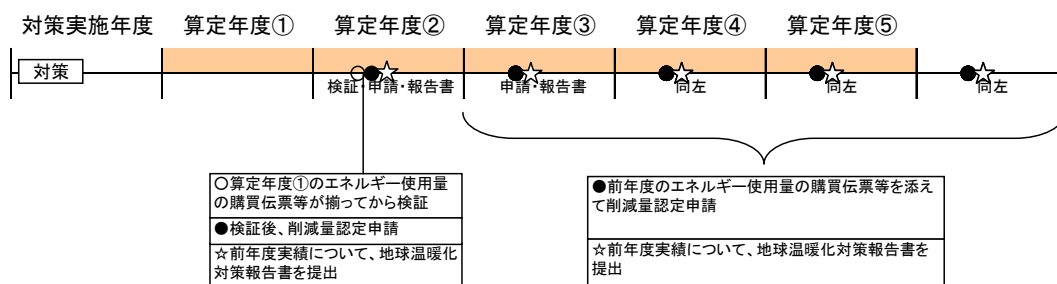 対策実施年度 算定年度① 算定年度② 算定年度③ 算定年度④ 算定年度⑤
対策
検証・申請・報告書 申請・報告書 同左 同左 同左
○算定年度①のエネルギー使用量
の購買伝票等が揃ってから検証
●検証後、削減量認定申請
☆前年度実績について、地球温暖化
対策報告書を提出
●前年度のエネルギー使用量の購買伝票等を添え
て削減量認定申請
☆前年度実績について、地球温暖化対策報告書を
提出